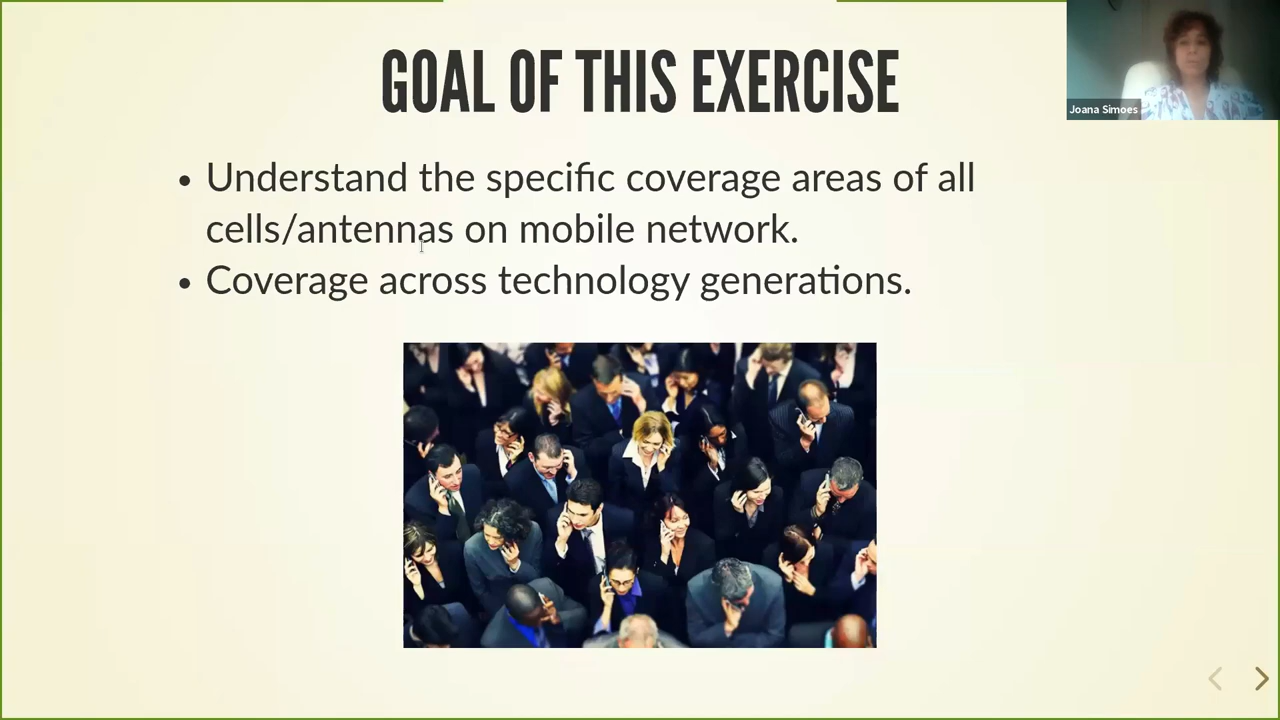 GOAL OF THIS EXERCISE
Joana Simoes
• Understand the specific coverage areas of all
cells/antennas on mobile network.
• Coverage across technology generations.